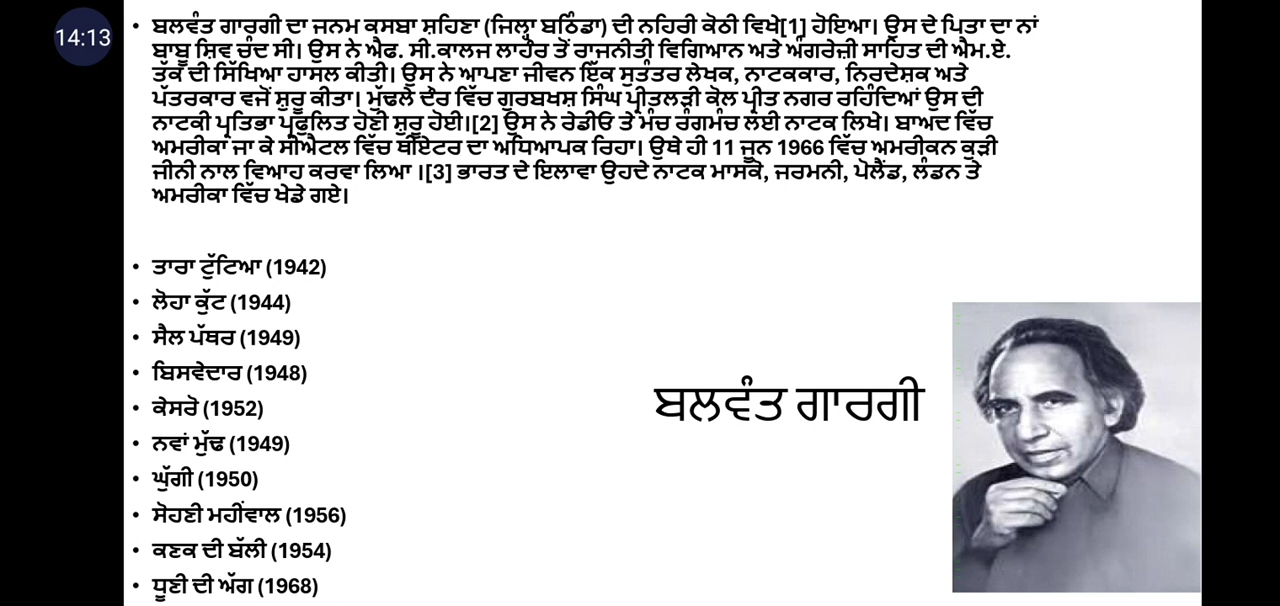 14:13
• ਬਲਵੰਤ ਗਾਰਗੀ ਦਾ ਜਨਮ ਕਸਬਾ ਸ਼ਹਿਣਾ (ਜਿਲ੍ਹਾ ਬਠਿੰਡਾ) ਦੀ ਨਹਿਰੀ ਕੋਠੀ ਵਿਖੇ[1] ਹੋਇਆ। ਉਸ ਦੇ ਪਿਤਾ ਦਾ ਨਾਂ
ਬਾਬੂ ਸ਼ਿਵ ਚੰਦ ਸੀ। ਉਸ ਨੇ ਐਫ. ਸੀ.ਕਾਲਜ ਲਾਹੌਰ ਤੋਂ ਰਾਜਨੀਤੀ ਵਿਗਿਆਨ ਅਤੇ ਅੰਗਰੇਜ਼ੀ ਸਾਹਿਤ ਦੀ ਐਮ.ਏ.
ਤੱਕ ਦੀ ਸਿੱਖਿਆ ਹਾਸਲ ਕੀਤੀ। ਉਸ ਨੇ ਆਪਣਾ ਜੀਵਨ ਇੱਕ ਸੁਤੰਤਰ ਲੇਖਕ, ਨਾਟਕਕਾਰ, ਨਿਰਦੇਸ਼ਕ ਅਤੇ
ਪੱਤਰਕਾਰ ਵਜੋਂ ਸ਼ੁਰੂ ਕੀਤਾ। ਮੁੱਢਲੇ ਦੌਰ ਵਿੱਚ ਗੁਰਬਖਸ਼ ਸਿੰਘ ਪ੍ਰੀਤਲੜੀ ਕੋਲ ਪ੍ਰੀਤ ਨਗਰ ਰਹਿੰਦਿਆਂ ਉਸ ਦੀ
ਨਾਟਕੀ ਪ੍ਰਤਿਭਾ ਪ੍ਰਫੁਲਿਤ ਹੋਣੀ ਸ਼ੁਰੂ ਹੋਈ।[2] ਉਸ ਨੇ ਰੇਡੀਓ ਤੇ ਮੰਚ ਰੰਗਮੰਚ ਲਈ ਨਾਟਕ ਲਿਖੇ। ਬਾਅਦ ਵਿੱਚ
ਅਮਰੀਕਾ ਜਾ ਕੇ ਸੀਐਟਲ ਵਿੱਚ ਥੀਏਟਰ ਦਾ ਅਧਿਆਪਕ ਰਿਹਾ। ਉਥੇ ਹੀ 11 ਜੂਨ 1966 ਵਿੱਚ ਅਮਰੀਕਨ ਕੁੜੀ
ਜੀਨੀ ਨਾਲ ਵਿਆਹ ਕਰਵਾ ਲਿਆ ।[3] ਭਾਰਤ ਦੇ ਇਲਾਵਾ ਉਹਦੇ ਨਾਟਕ ਮਾਸਕੋ, ਜਰਮਨੀ, ਪੋਲੈਂਡ, ਲੰਡਨ ਤੇ
ਅਮਰੀਕਾ ਵਿੱਚ ਖੇਡੇ ਗਏ।
• ਤਾਰਾ ਟੁੱਟਿਆ (1942)
• ਲੋਹਾ ਕੁੱਟ (1944)
• ਸੈਲ ਪੱਥਰ (1949)
• ਬਿਸਵੇਦਾਰ (1948)
• ਕੇਸਰੋ (1952)
• ਨਵਾਂ ਮੁੱਢ (1949)
• ਘੁੱਗੀ (1950)
• ਸੋਹਣੀ ਮਹੀਂਵਾਲ (1956)
• ਕਣਕ ਦੀ ਬੱਲੀ (1954)
• ਧੂਣੀ ਦੀ ਅੱਗ (1968)
ਬਲਵੰਤ ਗਾਰਗੀ